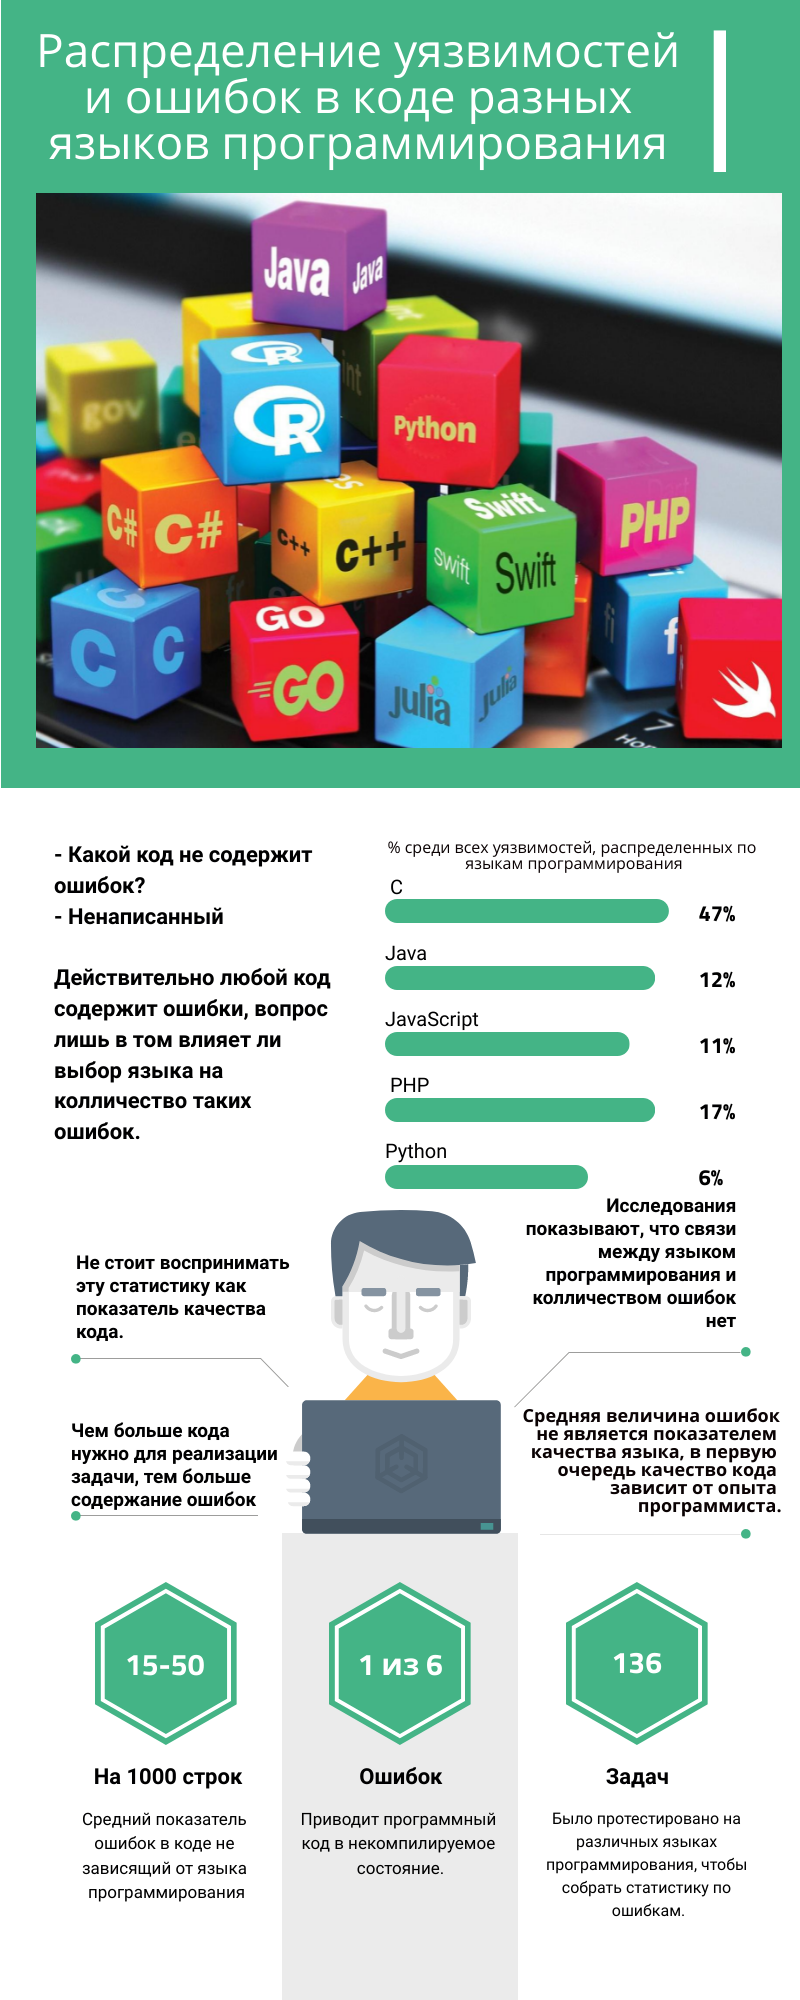 Распределение уязвимостей
и ошибок в коде разных
языков программирования
Java Java
R
R
int
gov
Python
C# C#
C++ C++
Swift
Swift Swift
PHP
C
C C
GO
GO
julia julia
fi f
7
Hom
- Какой код не содержит
ошибок?
- Ненаписанный
Действительно любой код
содержит ошибки, вопрос
лишь в том влияет ли
выбор языка на
колличество таких
ошибок.
% среди всех уязвимостей, распределенных по
языкам программирования
C
47%
Java
12%
JavaScript
11%
PHP
17%
Python
6%
Не стоит воспринимать
эту статистику как
показатель качества
кода.
Исследования
показывают, что связи
между языком
программирования и
колличеством ошибок
нет
Чем больше кода
нужно для реализации
задачи, тем больше
содержание ошибок
Средняя величина ошибок
не является показателем
качества языка, в первую
очередь качество кода
зависит от опыта
программиста.
15-50
На 1000 строк
Средний показатель
ошибок в коде не
зависящий от языка
программирования
1 из 6
Ошибок
Приводит программный
код в некомпилируемое
состояние.
136
Задач
Было протестировано на
различных языках
программирования, чтобы
собрать статистику по
ошибкам.